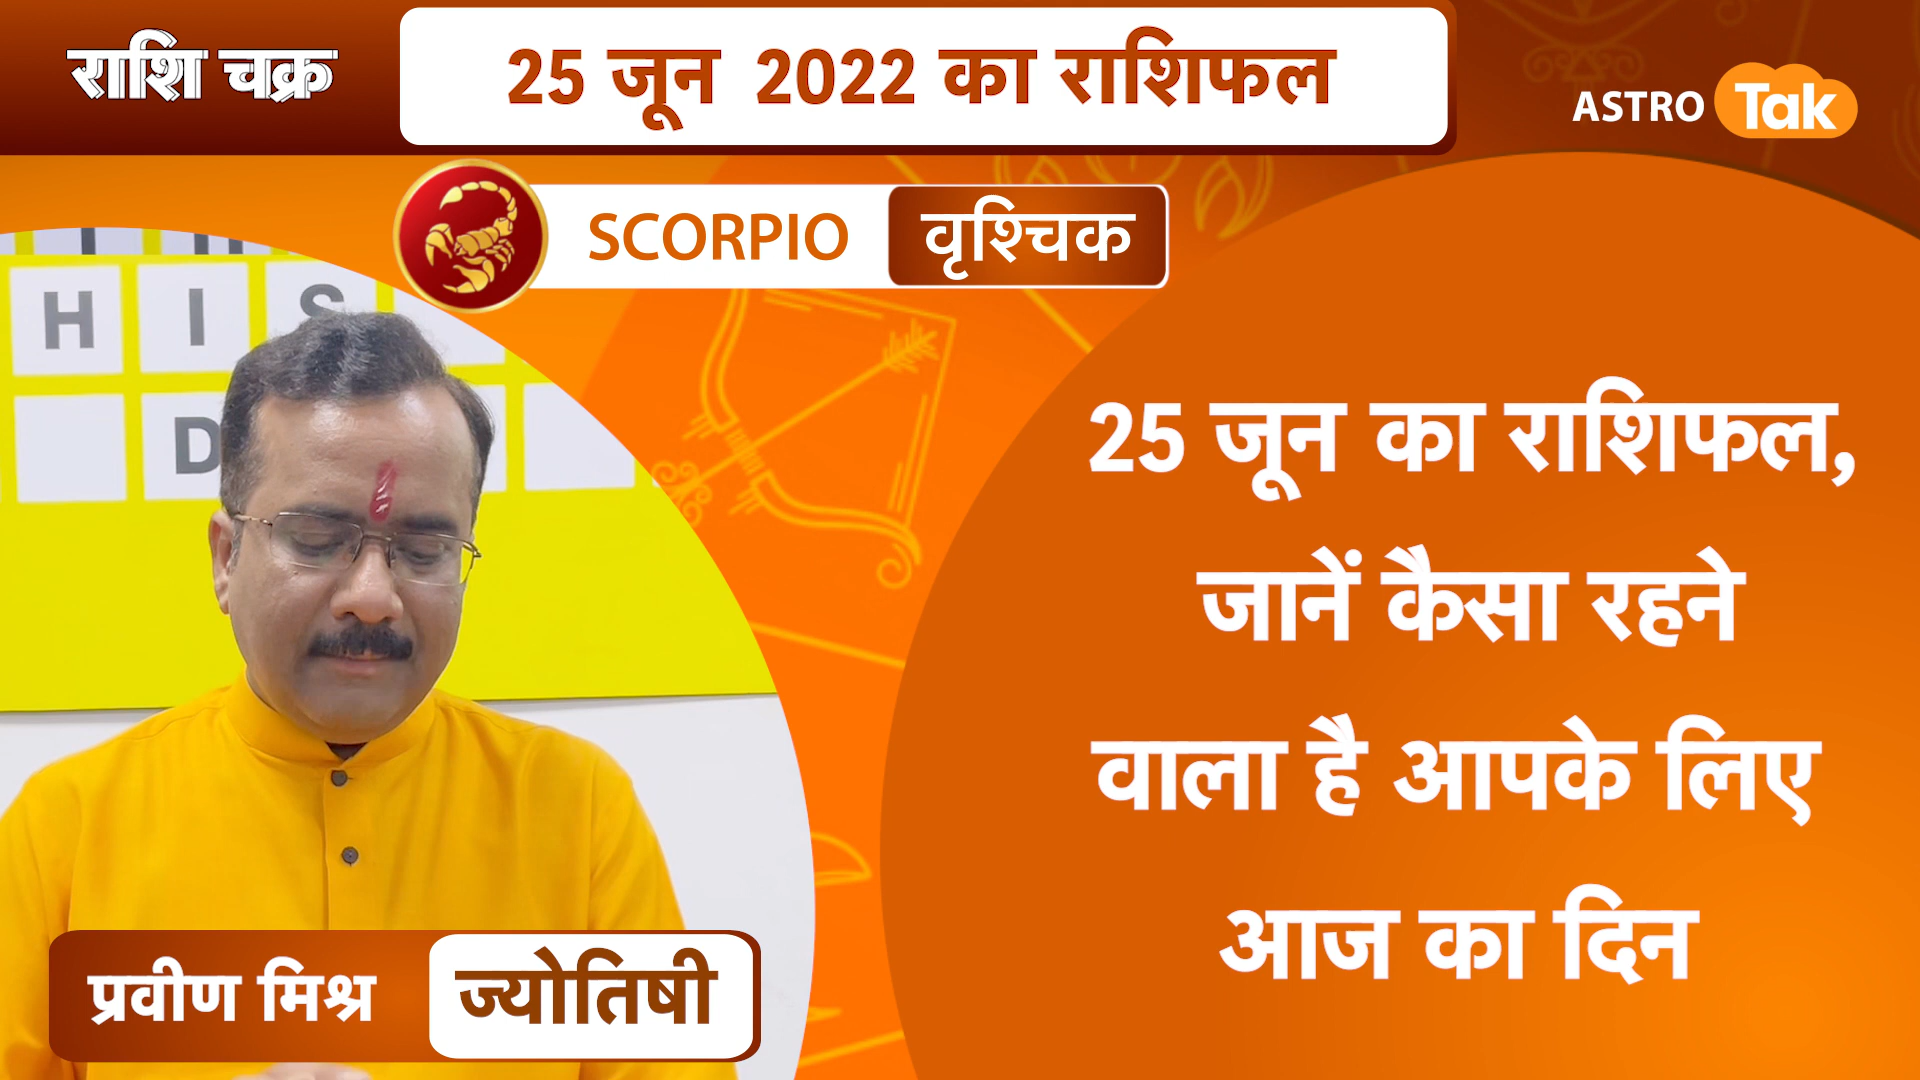 राशि चक्र
25 जून 2022 का राशिफल
ASTRO Tak
SCORPIO वृश्चिक
H I S
D
25 जून का राशिफल,
जानें कैसा रहने
वाला है आपके लिए
आज का दिन
प्रवीण मिश्र ज्योतिषी